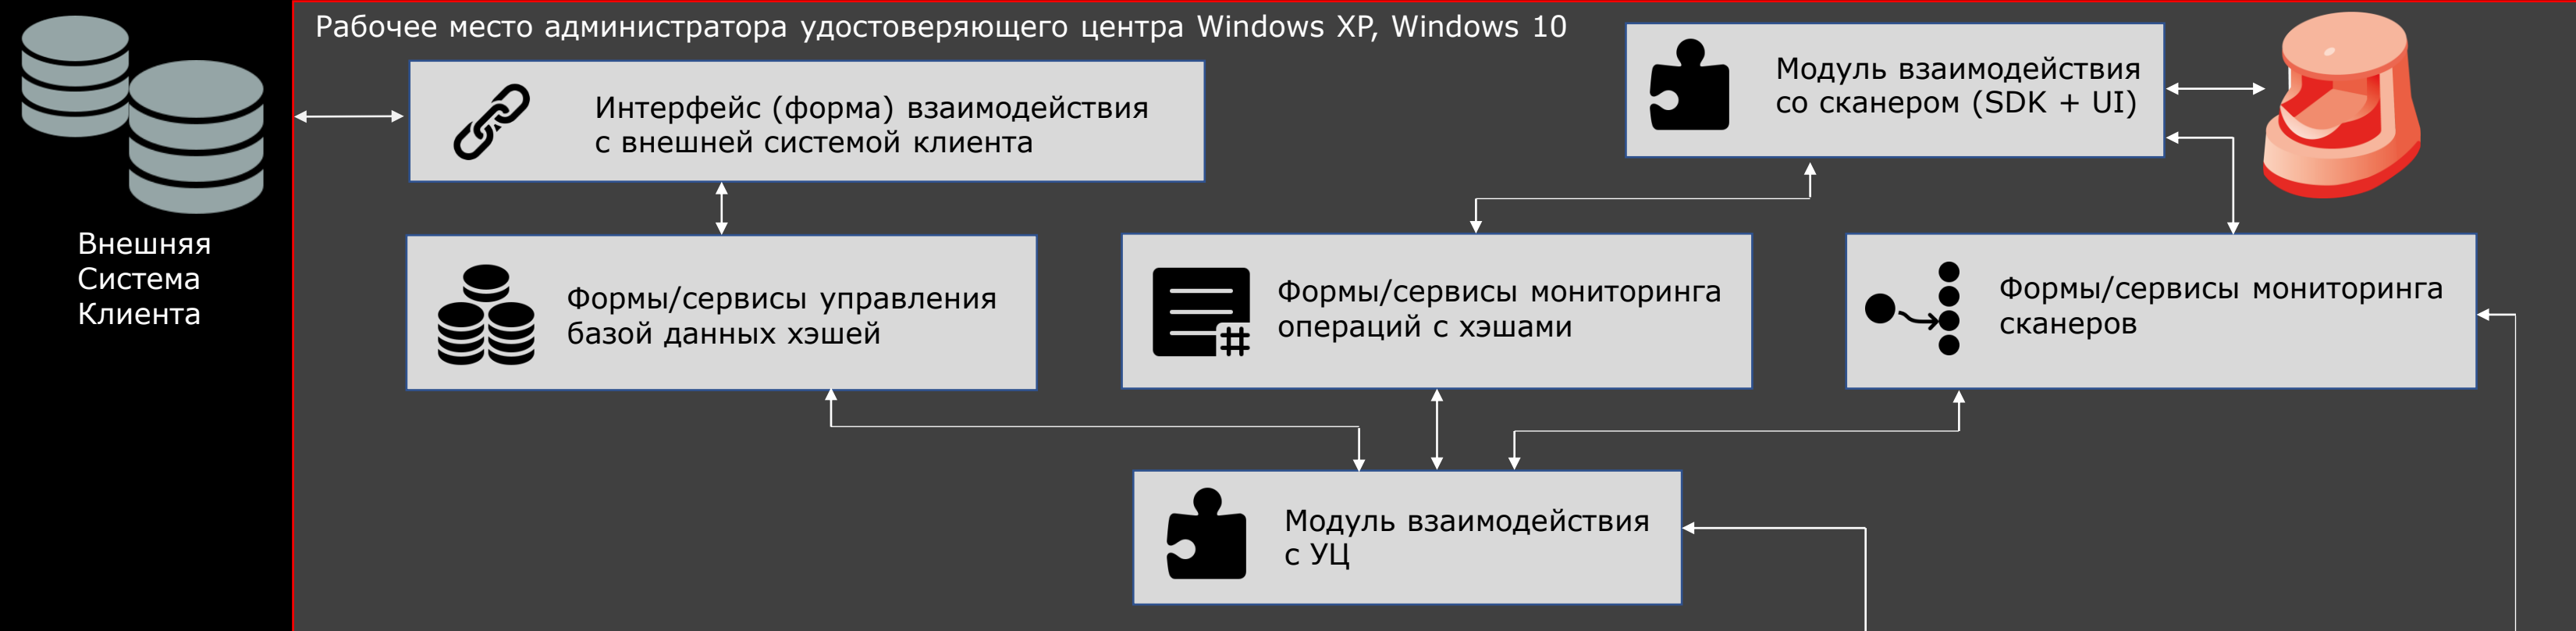 Рабочее место администратора удостоверяющего центра Windows XP, Windows 10
Модуль взаимодействия
со сканером (SDK + UI)
Интерфейс (форма) взаимодействия
с внешней системой клиента
Внешняя
Система
Клиента
Формы/сервисы управления
базой данных хэшей
Формы/сервисы мониторинга
операций с хэшами
Формы/сервисы мониторинга
сканеров
Модуль взаимодействия
с УЦ